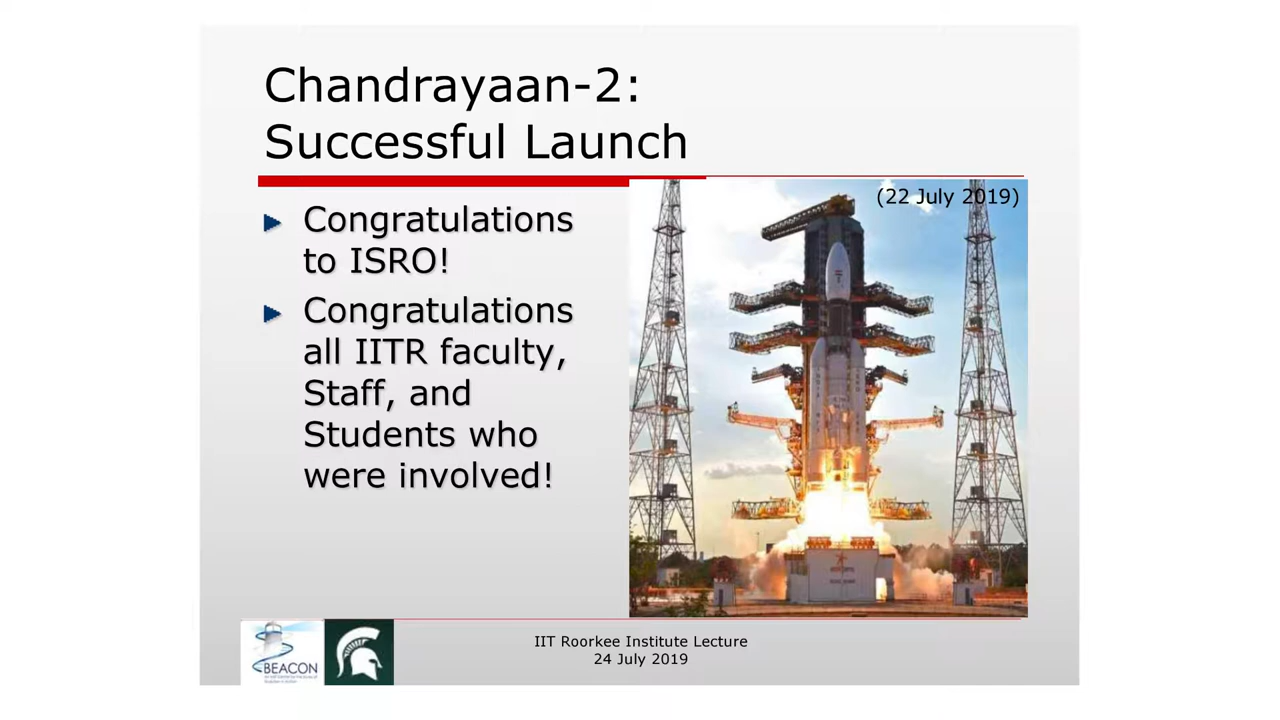 Chandrayaan-2:
Successful Launch
(22 July 2019)
Congratulations
to ISRO!
Congratulations
all IITR faculty,
Staff, and
Students who
were involved!
BEACON
IIT Roorkee Institute Lecture
24 July 2019